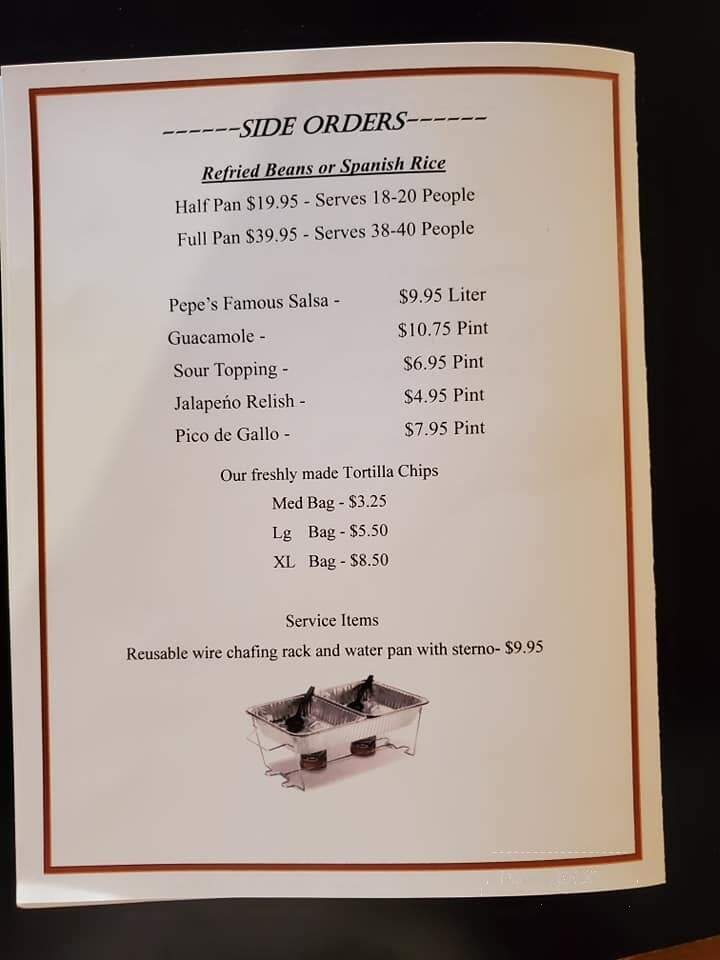 ------SIDE ORDERS------
Refried Beans or Spanish Rice
Half Pan $19.95 - Serves 18-20 People
Full Pan $39.95 - Serves 38-40 People
Pepe's Famous Salsa - $9.95 Liter
Guacamole - $10.75 Pint
Sour Topping - $6.95 Pint
Jalapeńo Relish - $4.95 Pint
Pico de Gallo - $7.95 Pint
Our freshly made Tortilla Chips
Med Bag - $3.25
Lg Bag - $5.50
XL Bag - $8.50
Service Items
Reusable wire chafing rack and water pan with sterno- $9.95